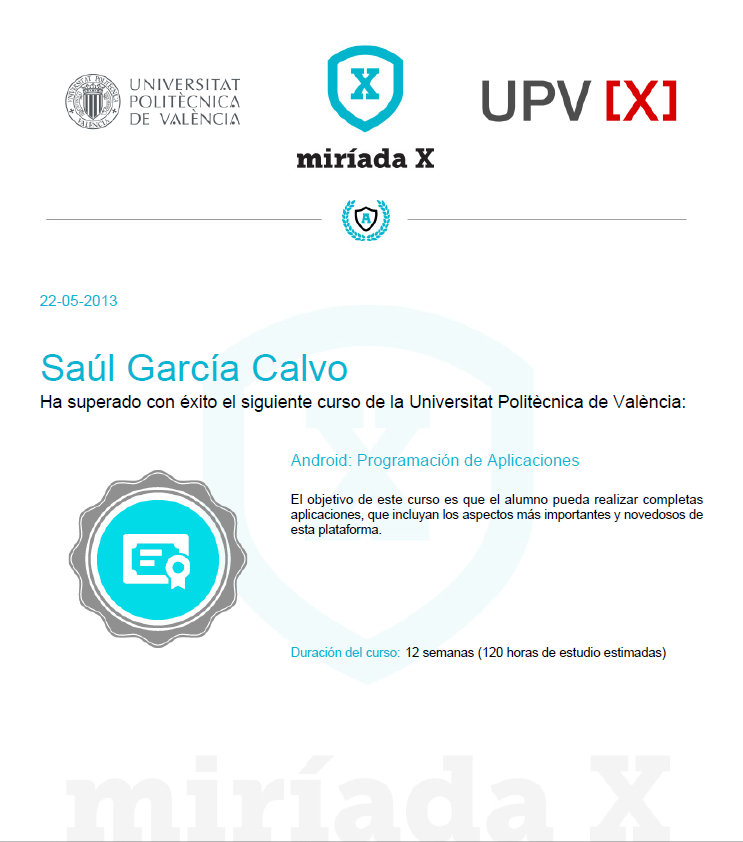 UNIVERSITAT
POLITÈCNICA
DE VALÈNCIA
X
miríada X
UPV [X]
A
22-05-2013
Saúl García Calvo
Ha superado con éxito el siguiente curso de la Universitat Politècnica de València:
Android: Programación de Aplicaciones
El objetivo de este curso es que el alumno pueda realizar completas
aplicaciones, que incluyan los aspectos más importantes y novedosos de
esta plataforma.
Duración del curso: 12 semanas (120 horas de estudio estimadas)
miríada X